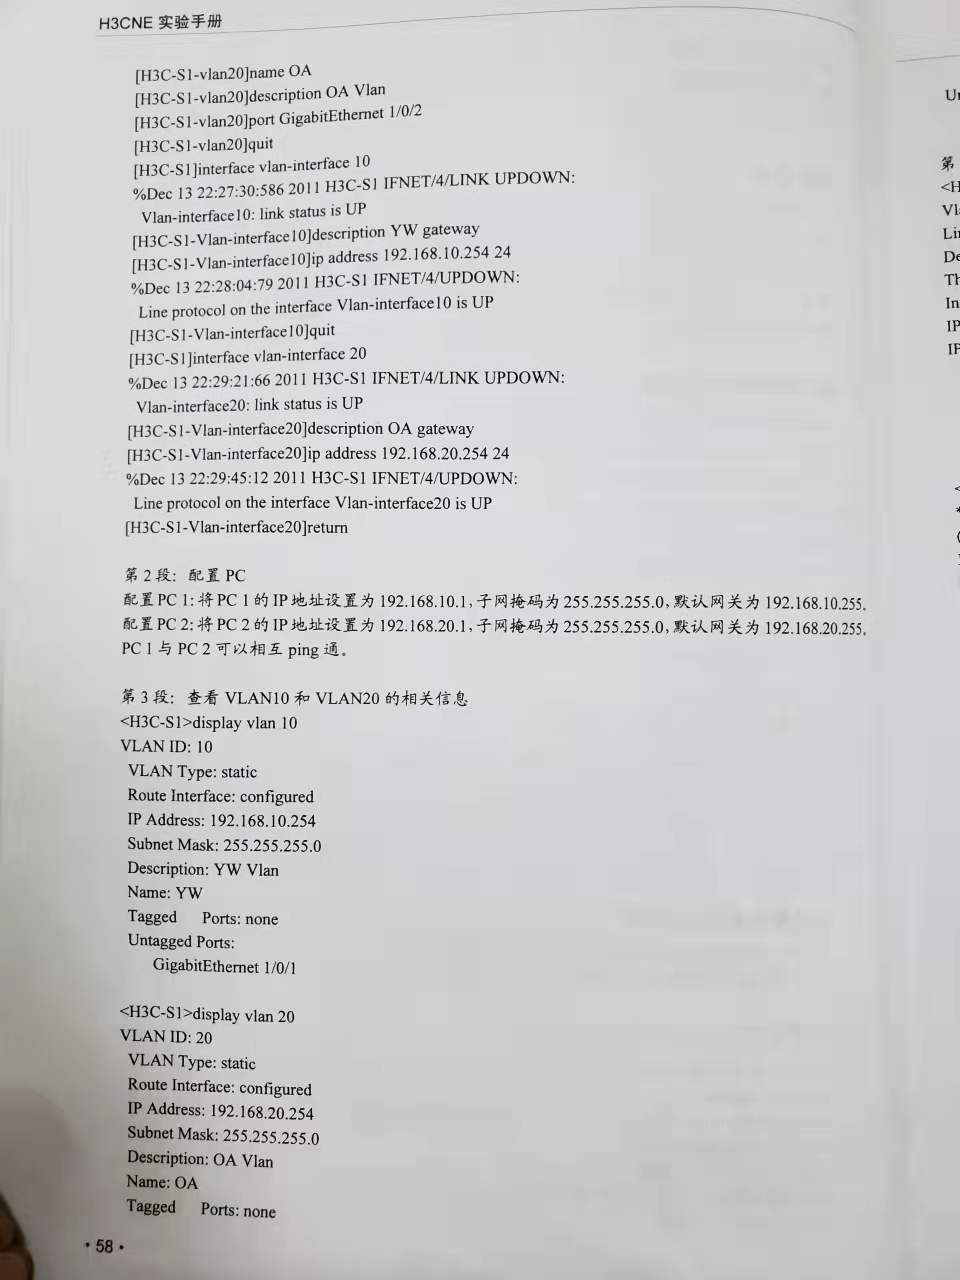 H3CNE 实验手册
[H3C-S1-vlan20]name OA
[H3C-S1-vlan20]description OA Vlan
[H3C-S1-vlan20]port GigabitEthernet 1/0/2
[H3C-S1-vlan20]quit
[H3C-S1]interface vlan-interface 10
%Dec 13 22:27:30:586 2011 H3C-S1 IFNET/4/LINK UPDOWN:
Vlan-interface10: link status is UP
[H3C-S1-Vlan-interface10]description YW gateway
[H3C-S1-Vlan-interface10]ip address 192.168.10.254 24
%Dec 13 22:28:04:79 2011 H3C-S1 IFNET/4/UPDOWN:
Line protocol on the interface Vlan-interface10 is UP
[H3C-S1-Vlan-interface10]quit
[H3C-S1]interface vlan-interface 20
%Dec 13 22:29:21:66 2011 H3C-S1 IFNET/4/LINK UPDOWN:
Vlan-interface20: link status is UP
[H3C-S1-Vlan-interface20]description OA gateway
[H3C-S1-Vlan-interface20]ip address 192.168.20.254 24
%Dec 13 22:29:45:12 2011 H3C-S1 IFNET/4/UPDOWN:
Line protocol on the interface Vlan-interface20 is UP
[H3C-S1-Vlan-interface20]return
第 2 段：配置 PC
配置 PC 1: 将 PC 1 的 IP 地址设置为 192.168.10.1, 子网掩码为 255.255.255.0, 默认网关为 192.168.10.255。
配置 PC 2: 将 PC 2 的 IP 地址设置为 192.168.20.1, 子网掩码为 255.255.255.0, 默认网关为 192.168.20.255。
PC 1 与 PC 2 可以相互 ping 通。
第 3 段：查看 VLAN10 和 VLAN20 的相关信息
<H3C-S1>display vlan 10
VLAN ID: 10
VLAN Type: static
Route Interface: configured
IP Address: 192.168.10.254
Subnet Mask: 255.255.255.0
Description: YW Vlan
Name: YW
Tagged Ports: none
Untagged Ports:
GigabitEthernet 1/0/1
<H3C-S1>display vlan 20
VLAN ID: 20
VLAN Type: static
Route Interface: configured
IP Address: 192.168.20.254
Subnet Mask: 255.255.255.0
Description: OA Vlan
Name: OA
Tagged Ports: none
·58·